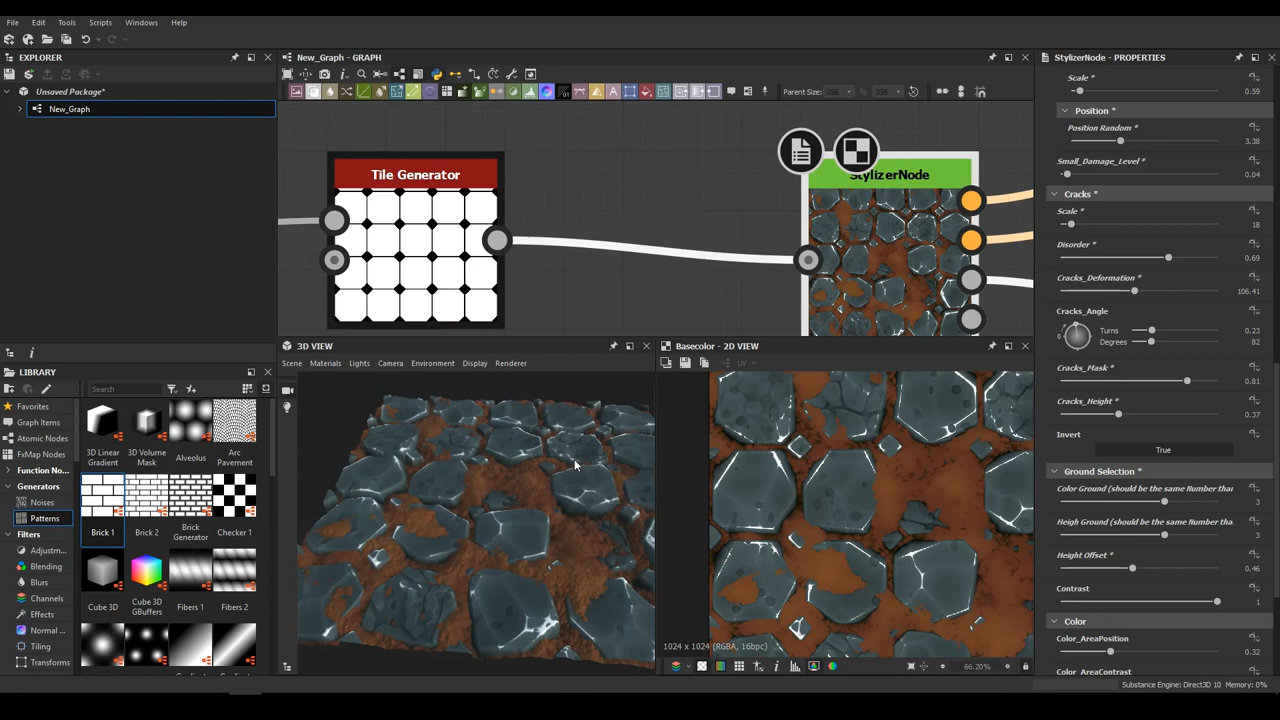 File Edit Tools Scripts Windows Help
EXPLORER
Unsaved Package*
New_Graph
New_Graph - GRAPH
Parent Size: 256 256
Tile Generator
StylizerNode
LIBRARY
Search
Favorites
Graph Items
Atomic Nodes
FxMap Nodes
Function No...
Generators
Noises
Patterns
Filters
Adjustm...
Blending
Blurs
Channels
Effects
Normal ...
Tiling
Transforms
3D Linear Gradient
3D Volume Mask
Alveolus
Arc Pavement
Brick 1
Brick 2
Brick Generator
Checker 1
Cube 3D
Cube 3D GBuffers
Fibers 1
Fibers 2
3D VIEW
Scene Materials Lights Camera Environment Display Renderer
Basecolor - 2D VIEW
UV
1024 x 1024 (RGBA, 16bpc)
66.20%
StylizerNode - PROPERTIES
Scale *
0.59
Position *
Position Random *
3.38
Small_Damage_Level *
0.04
Cracks *
Scale *
18
Disorder *
0.69
Cracks_Deformation *
106.41
Cracks_Angle
0
Turns 0.23
Degrees 82
Cracks_Mask *
0.81
Cracks_Height *
0.37
Invert
True
Ground Selection *
Color Ground (should be the same Number tha
3
Heigh Ground (should be the same Number tha.
3
Height Offset *
0.46
Contrast
1
Color
Color_AreaPosition
0.32
Color_AreaContrast
Substance Engine: Direct3D 10 Memory: 0%